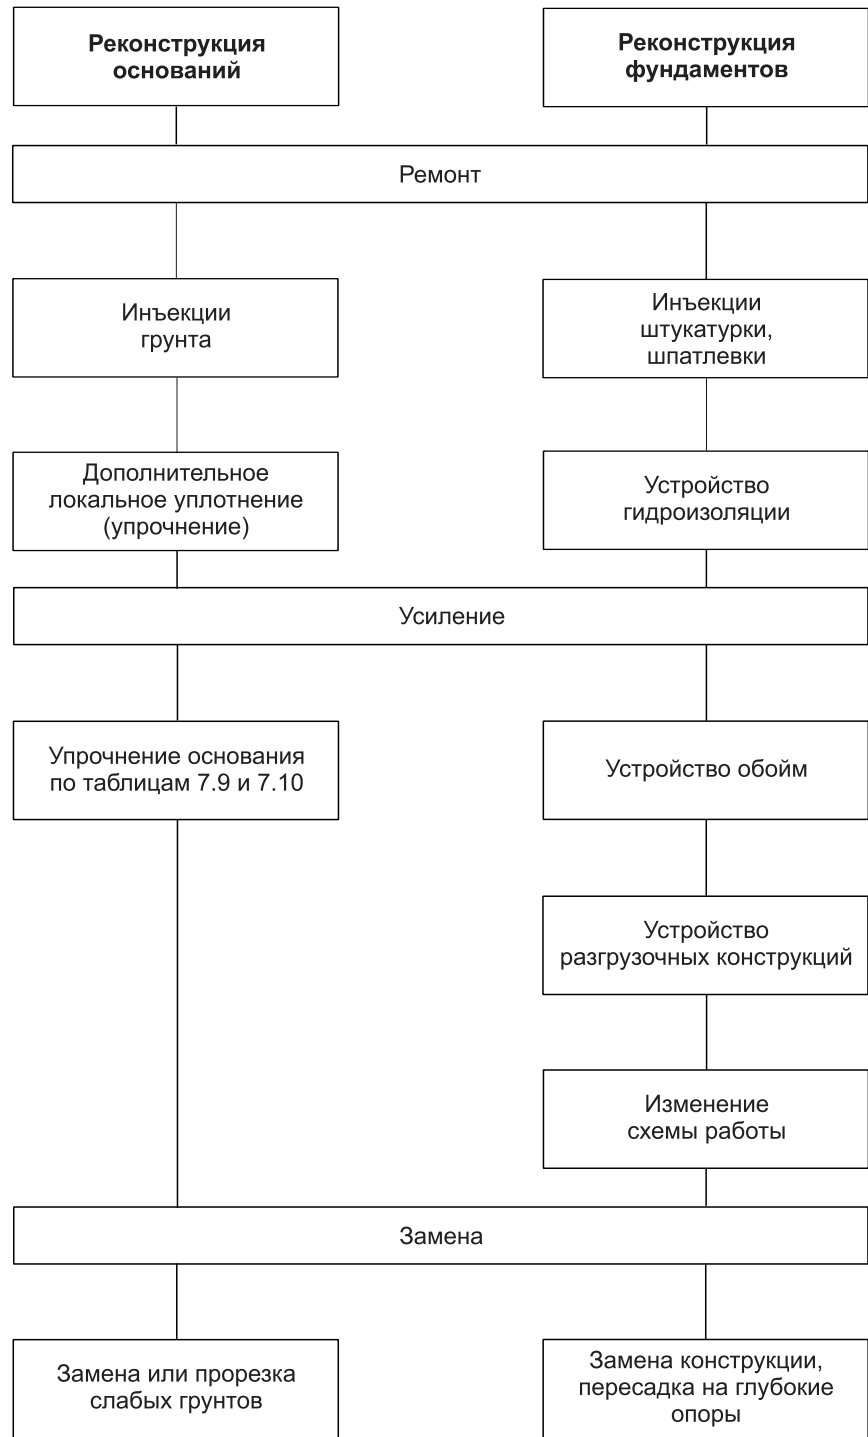 Реконструкция
оснований
Реконструкция
фундаментов
Ремонт
Инъекции
грунта
Инъекции
штукатурки,
шпатлевки
Дополнительное
локальное уплотнение
(упрочнение)
Устройство
гидроизоляции
Усиление
Упрочнение основания
по таблицам 7.9 и 7.10
Устройство обойм
Устройство
разгрузочных конструкций
Изменение
схемы работы
Замена
Замена или прорезка
слабых грунтов
Замена конструкции,
пересадка на глубокие
опоры